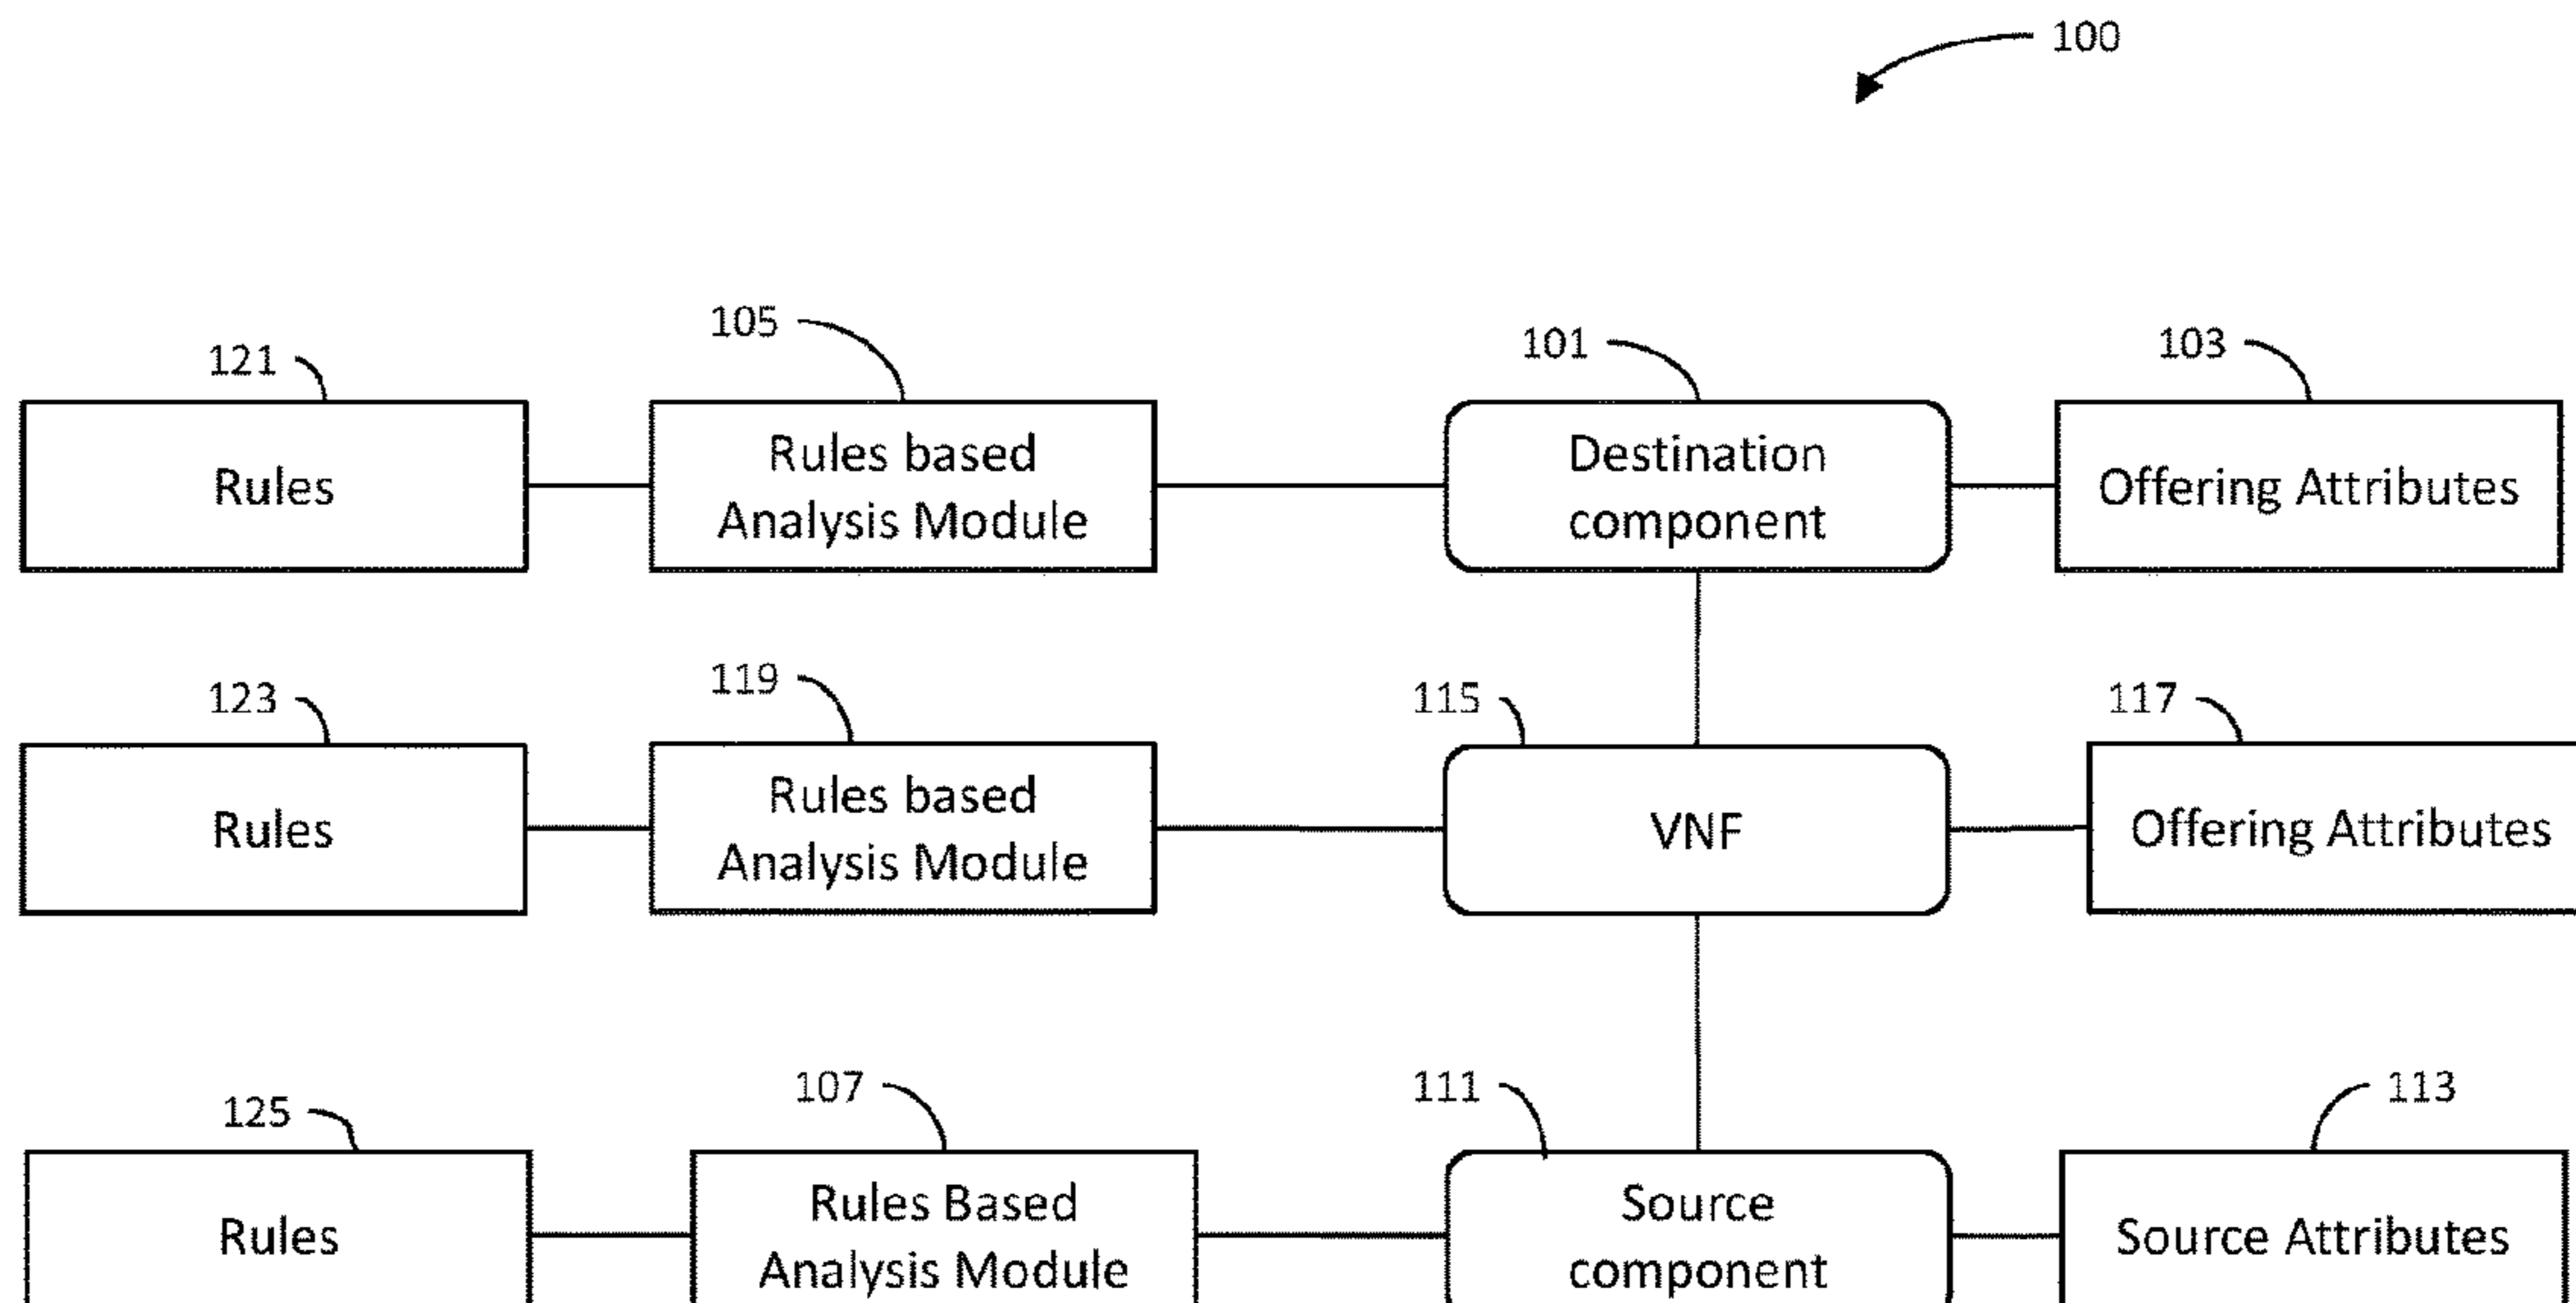 100
121
105
101
103
Rules
Rules based
Analysis Module
Destination
component
Offering Attributes
123
119
115
117
Rules
Rules based
Analysis Module
VNF
Offering Attributes
125
107
111
113
Rules
Rules Based
Analysis Module
Source
component
Source Attributes